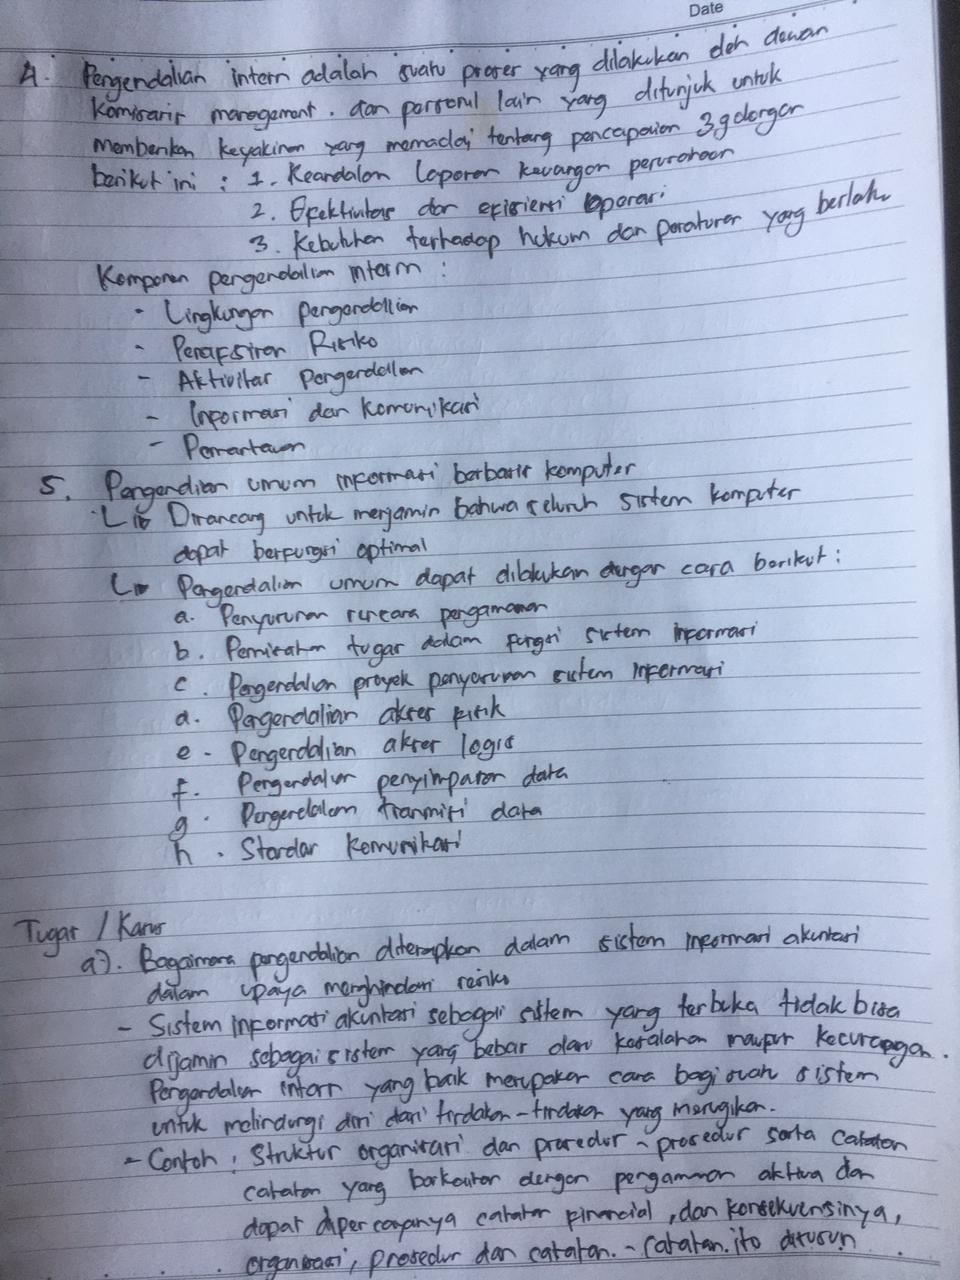 Date
4. Pengendalian intern adalah suatu proses yang dilakukan oleh dewan
Komisaris management, dan personil lain yang ditunjuk untuk
memberikan keyakinan yang memadai tentang pencapaian 3 golongan
berikut ini : 1. Keandalan laporan keuangan perusahaan
2. Efektivitas dan efisiensi operasi
3. Kebutuhan terhadap hukum dan peraturan yang berlaku
Komponen pengendalian intern :
- Lingkungan pengendalian
- Penafsiran Risiko
- Aktivitas Pengendalian
- Informasi dan Komunikasi
- Pemantauan
5. Pengendian umum informasi berbasis komputer
Dirancang untuk menjamin bahwa seluruh sistem komputer
dapat berfungsi optimal
Pengendalian umum dapat dilakukan dengan cara berikut :
a. Penyusunan rencana pengamanan
b. Pemisahan tugas dalam fungsi sistem informasi
c. Pengendalian proyek penyusunan sistem informasi
d. Pengendalian akses fisik
e - Pengendalian akses logis
f. Pengendalian penyimpanan data
g. Pengendalian tranmisi data
h. Standar Komunikasi
Tugas / Kasus
a). Bagaimana pengendalian diterapkan dalam sistem informasi akuntasi
dalam upaya menghindari resiko
- Sistem informasi akuntasi sebagai sistem yang terbuka tidak bisa
dijamin sebagai sistem yang bebas dari kesalahan maupun kecurangan.
Pengendalian intern yang baik merupakan cara bagi suatu sistem
untuk melindungi diri dari tindakan-tindakan yang merugikan.
- Contoh : Struktur organisasi dan prosedur - prosedur serta catatan
catatan yang berkaitan dengan pengamanan aktiva dan
dapat dipercayanya catatan financial, dan konsekuensinya,
organisasi, prosedur dan catatan - catatan ito disusun